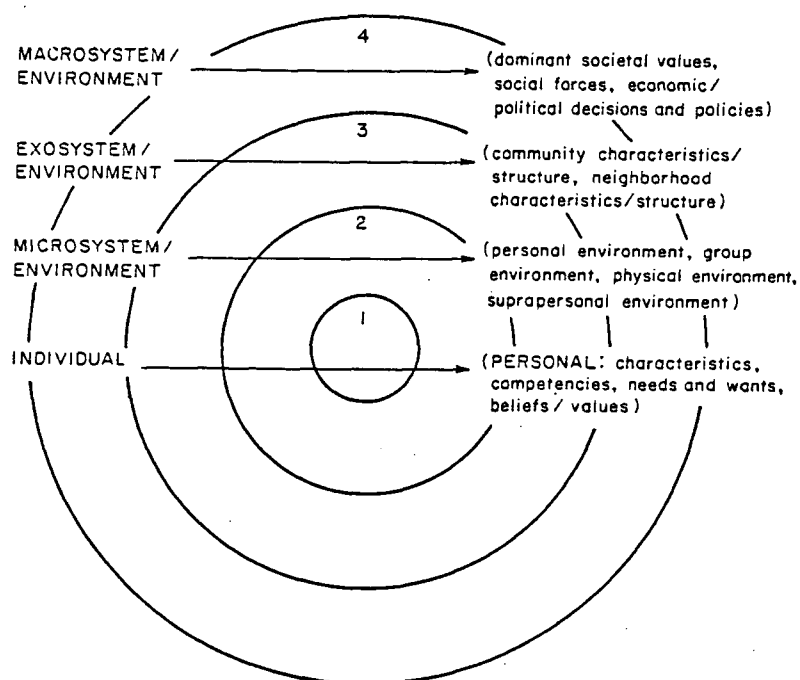 4
MACROSYSTEM/
ENVIRONMENT
(dominant societal values,
social forces, economic/
political decisions and policies)
3
EXOSYSTEM/
ENVIRONMENT
(community characteristics/
structure, neighborhood
characteristics/structure)
2
MICROSYSTEM/
ENVIRONMENT
(personal environment, group
environment, physical environment,
suprapersonal environment)
1
INDIVIDUAL
(PERSONAL: characteristics,
competencies, needs and wants,
beliefs/values)